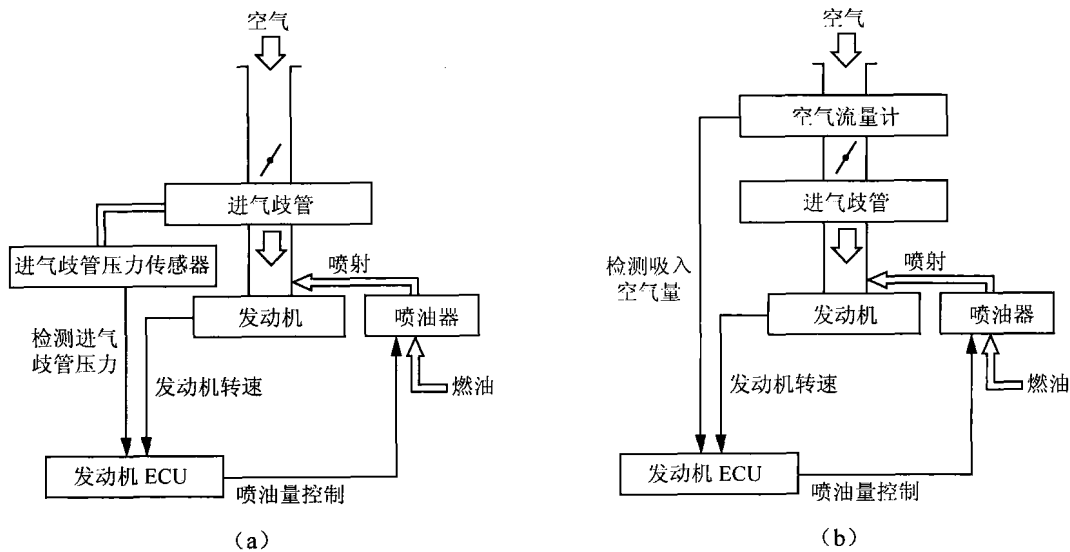 空气
进气歧管
进气歧管压力传感器
喷射
发动机
喷油器
检测进气
歧管压力
发动机转速
燃油
发动机 ECU
喷油量控制
(a)
空气
空气流量计
进气歧管
检测吸入
空气量
喷射
发动机
喷油器
发动机转速
燃油
发动机 ECU
喷油量控制
(b)